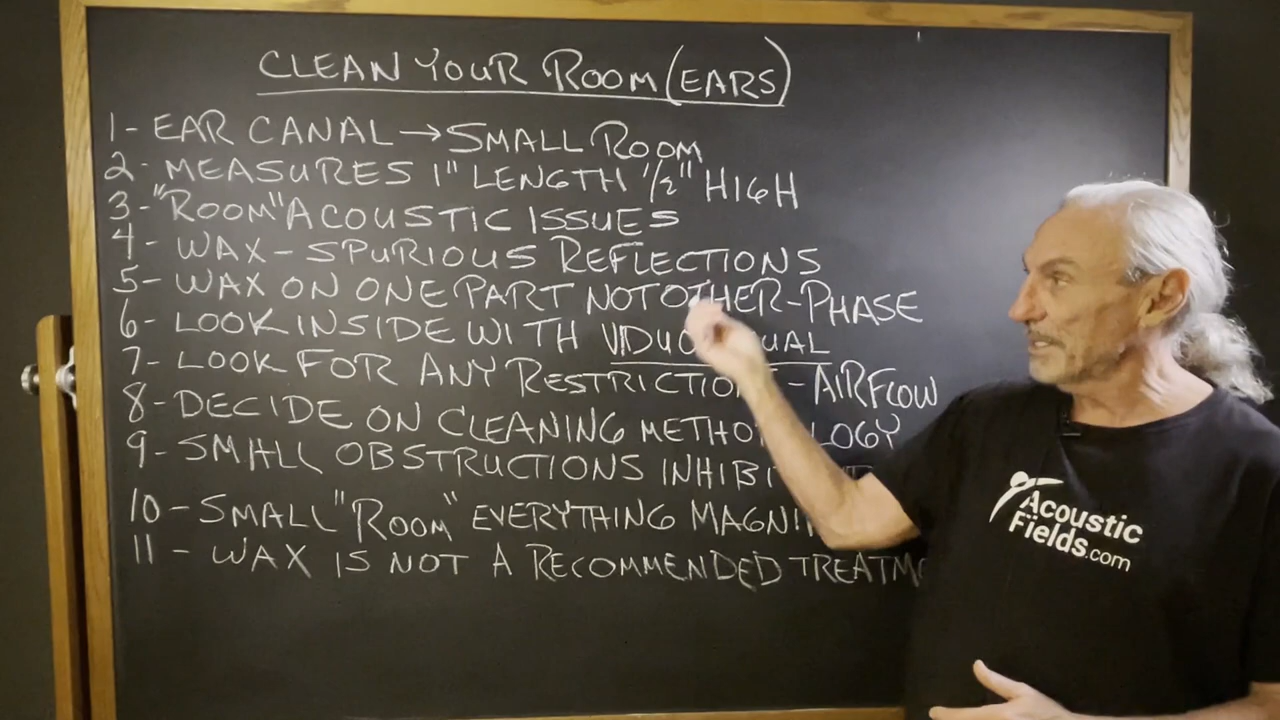 CLEAN YOUR ROOM (EARS)
1- EAR CANAL → SMALL ROOM
2- MEASURES 1" LENGTH 1/2" HIGH
3- "ROOM" ACOUSTIC ISSUES
4- WAX - SPURIOUS REFLECTIONS
5- WAX ON ONE PART NOT OTHER - PHASE
6- LOOK INSIDE WITH
7- LOOK FOR ANY RESTRICTION - AIRFLOW
8- DECIDE ON CLEANING
9- SMALL OBSTRUCTIONS
10- SMALL "ROOM" EVERYTHING
11- WAX IS NOT A RECOMMENDED
Acoustic
Fields.com